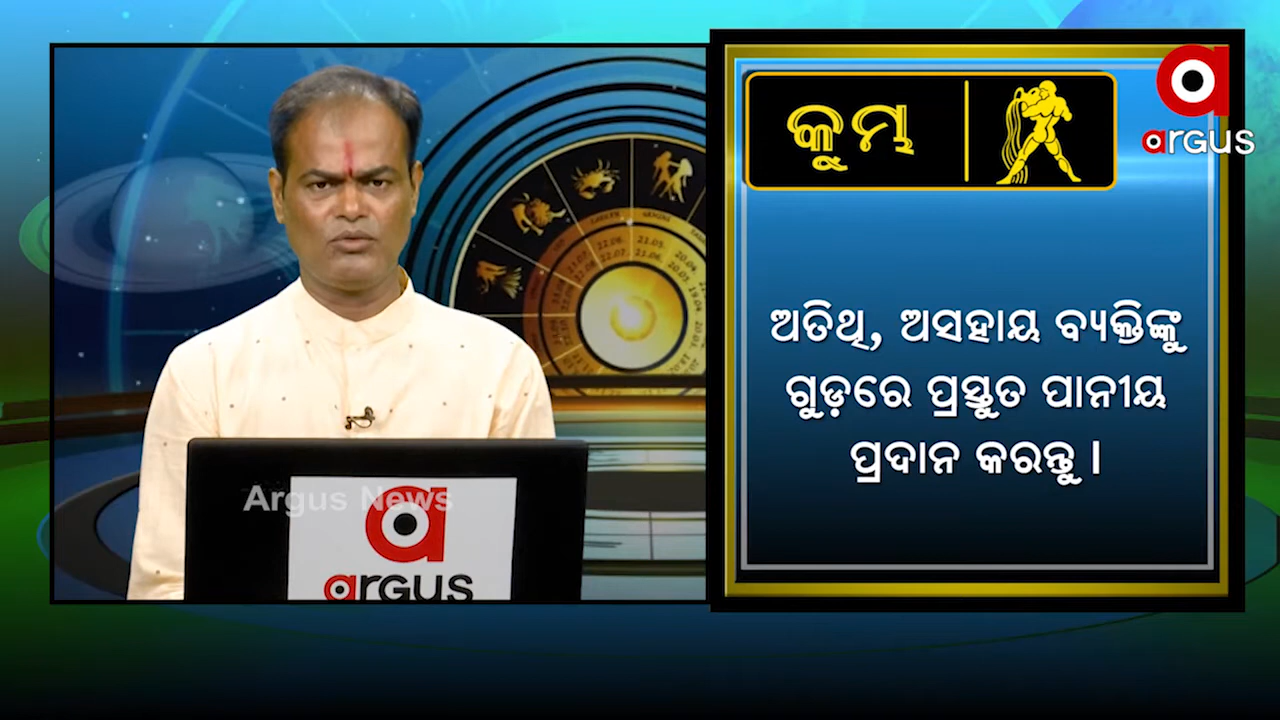 କୁମ୍ଭ
argus
ଅତିଥି, ଅସହାୟ ବ୍ୟକ୍ତିଙ୍କୁ
ଗୁଡ଼ରେ ପ୍ରସ୍ତୁତ ପାନୀୟ
ପ୍ରଦାନ କରନ୍ତୁ ।
Argus News
argus